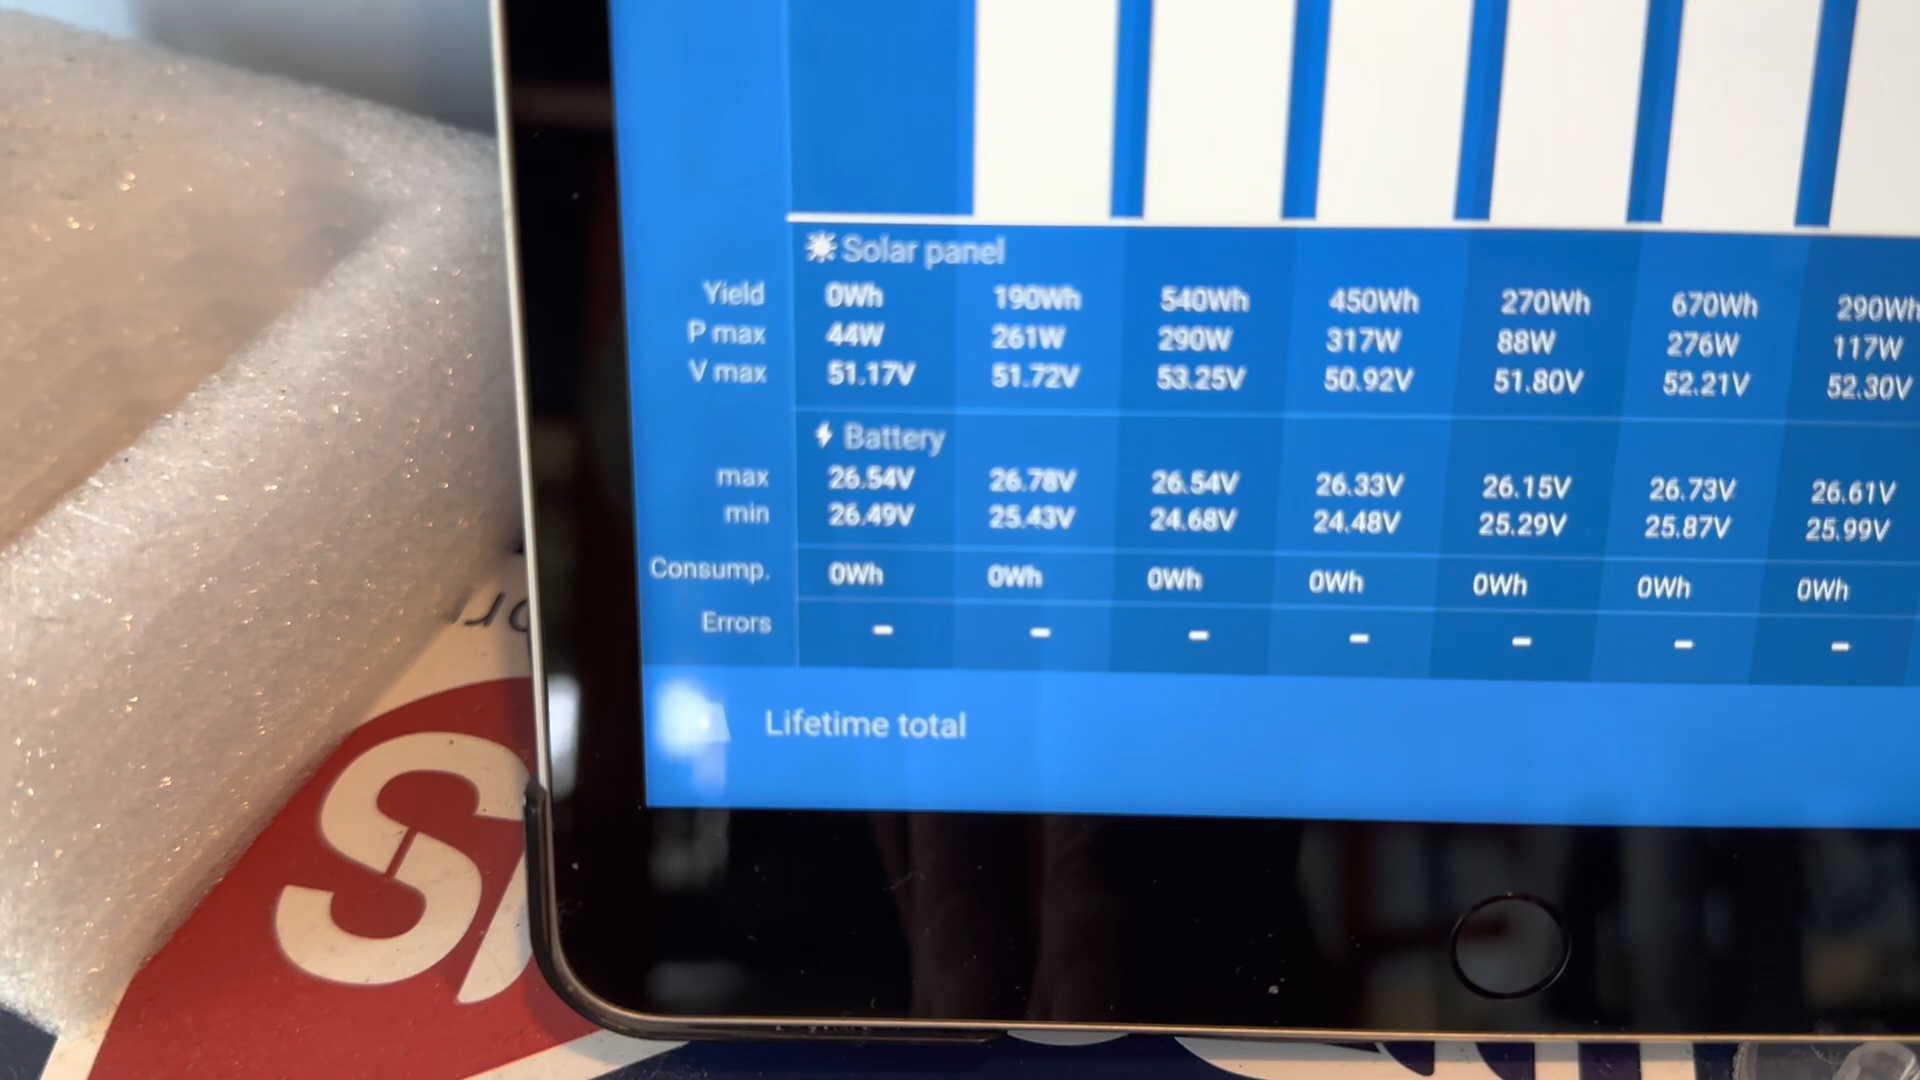 Solar panel
Yield 0Wh 190Wh 540Wh 450Wh 270Wh 670Wh 290Wh
P max 44W 261W 290W 317W 88W 276W 117W
V max 51.17V 51.72V 53.25V 50.92V 51.80V 52.21V 52.30V
Battery
max 26.54V 26.78V 26.54V 26.33V 26.15V 26.73V 26.61V
min 26.49V 25.43V 24.68V 24.48V 25.29V 25.87V 25.99V
Consump. 0Wh 0Wh 0Wh 0Wh 0Wh 0Wh 0Wh
Errors - - - - - - -
Lifetime total